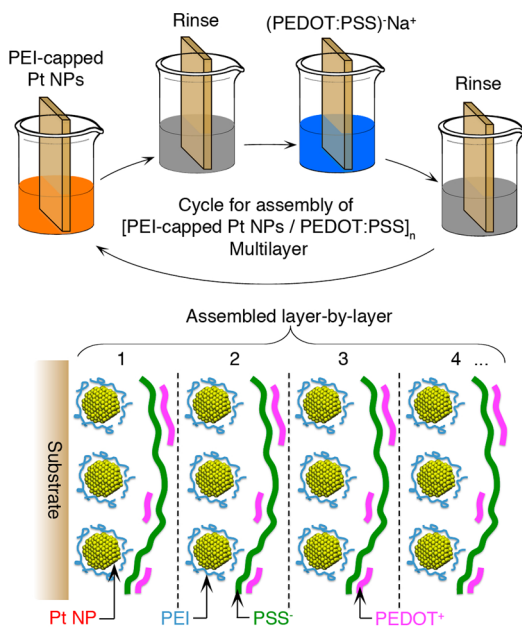 PEI-capped
Pt NPs
Rinse
(PEDOT:PSS)·Na⁺
Rinse
Cycle for assembly of
[PEI-capped Pt NPs / PEDOT:PSS]ₙ
Multilayer
Assembled layer-by-layer
1 2 3 4 ...
Substrate
Pt NP PEI PSS⁻ PEDOT⁺